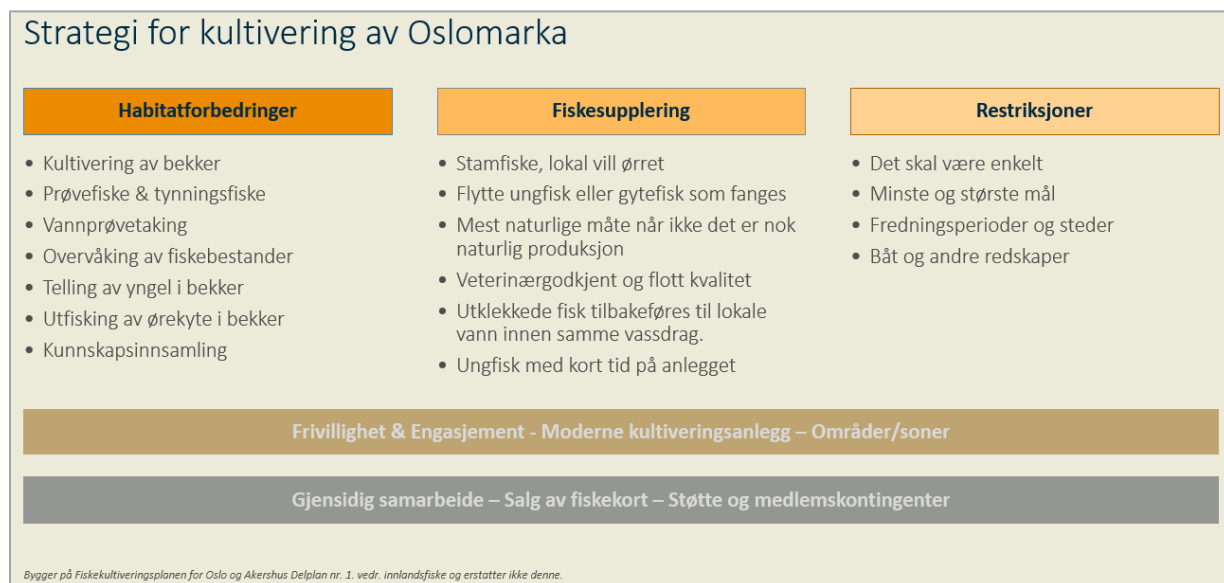 Strategi for kultivering av Oslomarka
Habitatforbedringer
• Kultivering av bekker
• Prøvefiske & tynningsfiske
• Vannprøvetaking
• Overvåking av fiskebestander
• Telling av yngel i bekker
• Utfisking av ørekyte i bekker
• Kunnskapsinnsamling
Fiskesupplering
• Stamfiske, lokal vill ørret
• Flytte ungfisk eller gytefisk som fanges
• Mest naturlige måte når ikke det er nok
naturlig produksjon
• Veterinærgodkjent og flott kvalitet
• Utklekkede fisk tilbakeføres til lokale
vann innen samme vassdrag.
• Ungfisk med kort tid på anlegget
Restriksjoner
• Det skal være enkelt
• Minste og største mål
• Fredningsperioder og steder
• Båt og andre redskaper
Frivillighet & Engasjement - Moderne kultiveringsanlegg – Områder/soner
Gjensidig samarbeide – Salg av fiskekort – Støtte og medlemskontingenter
Bygger på Fiskekultiveringsplanen for Oslo og Akershus Delplan nr. 1. vedr. innlandsfiske og erstatter ikke denne.